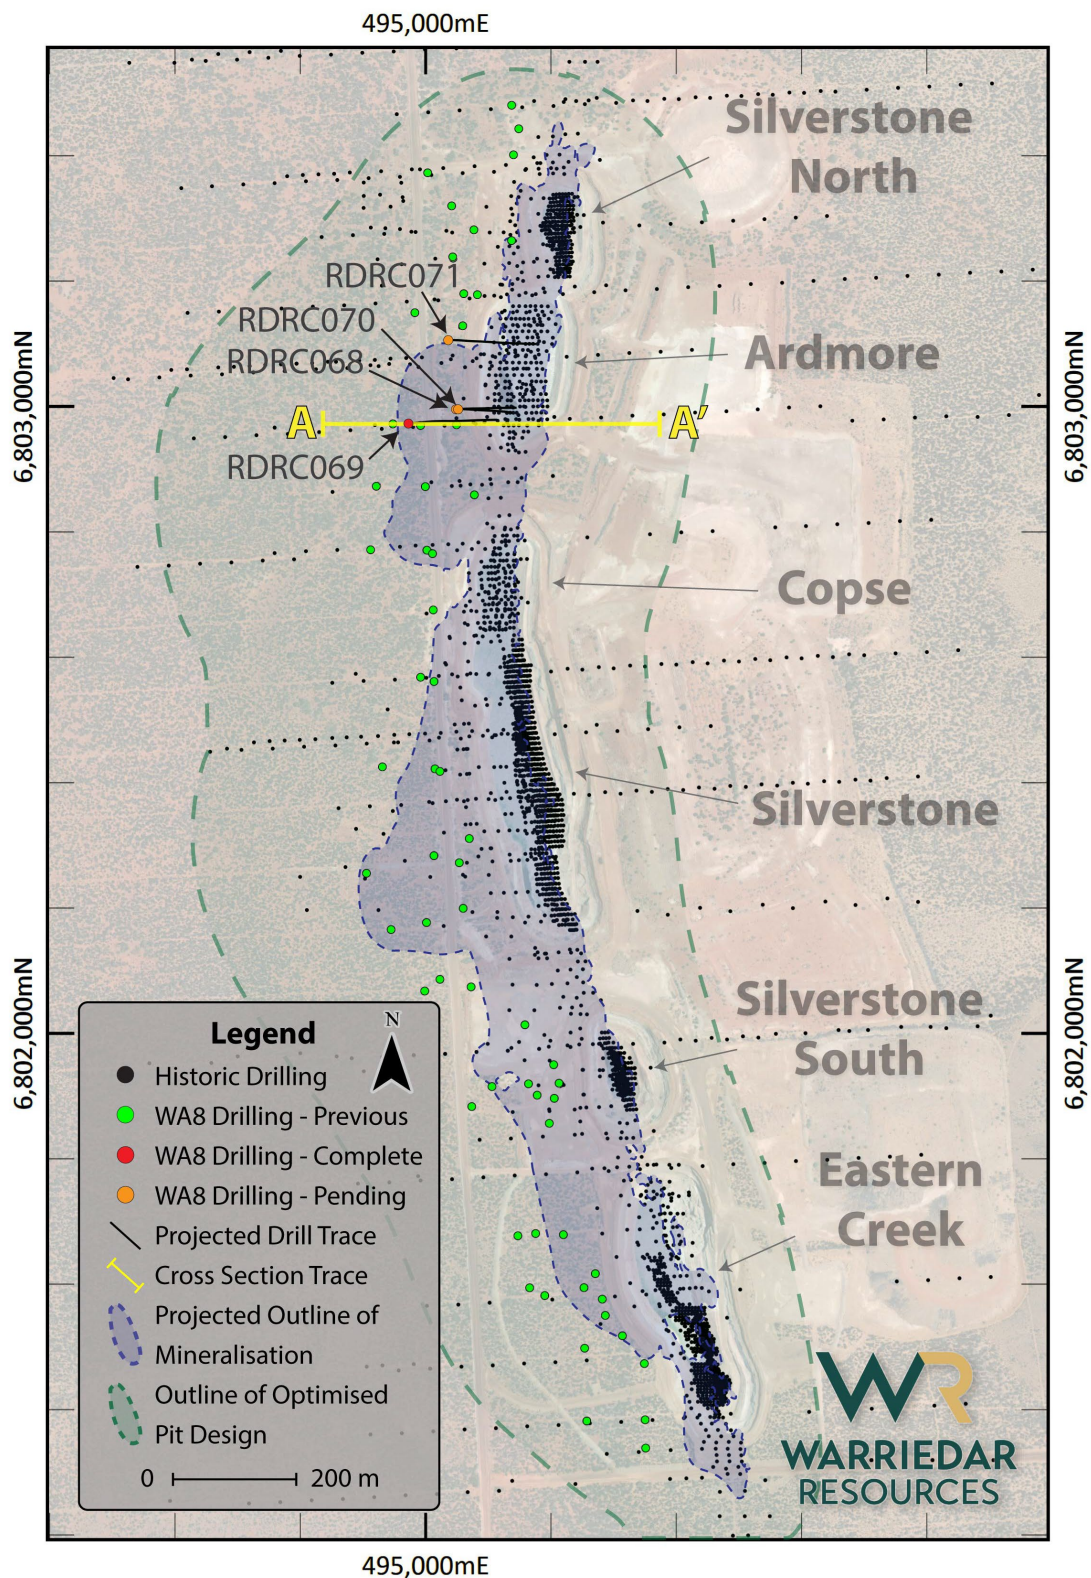 495,000mE
Silverstone
North
RDRC071
RDRC070
RDRC068
Ardmore
6,803,000mN
6,803,000mN
A
A'
RDRC069
Copse
Silverstone
Silverstone
South
6,802,000mN
6,802,000mN
Eastern
Creek
Legend
N
Historic Drilling
WA8 Drilling - Previous
WA8 Drilling - Complete
WA8 Drilling - Pending
Projected Drill Trace
Cross Section Trace
Projected Outline of
Mineralisation
Outline of Optimised
Pit Design
0 200 m
WR
WARRIEDAR
RESOURCES
495,000mE